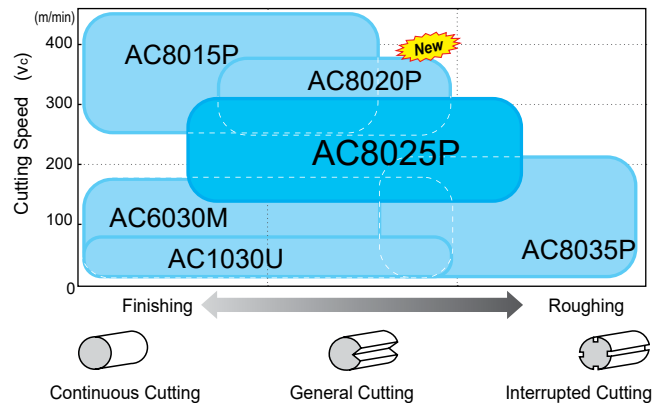 (m/min)
400
300
200
100
0
Cutting Speed (vc)
AC8015P
New
AC8020P
AC8025P
AC6030M
AC1030U
AC8035P
Finishing
Roughing
Continuous Cutting
General Cutting
Interrupted Cutting